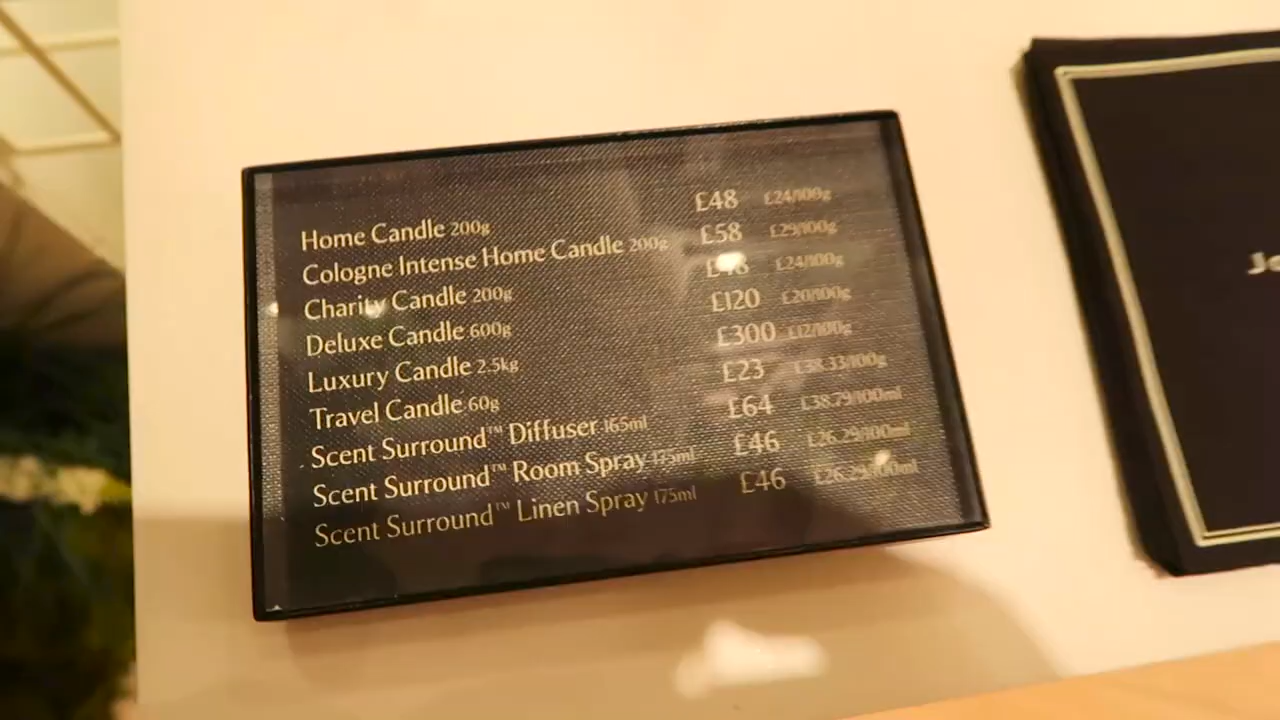 Home Candle 200g £48 £24/100g
Cologne Intense Home Candle 200g £58 £29/100g
Charity Candle 200g £48 £24/100g
Deluxe Candle 600g £120 £20/100g
Luxury Candle 2.5kg £300 £12/100g
Travel Candle 60g £23 £38.33/100g
Scent Surround™ Diffuser 165ml £64 £38.79/100ml
Scent Surround™ Room Spray 175ml £46 £26.29/100ml
Scent Surround™ Linen Spray 175ml £46 £26.29/100ml